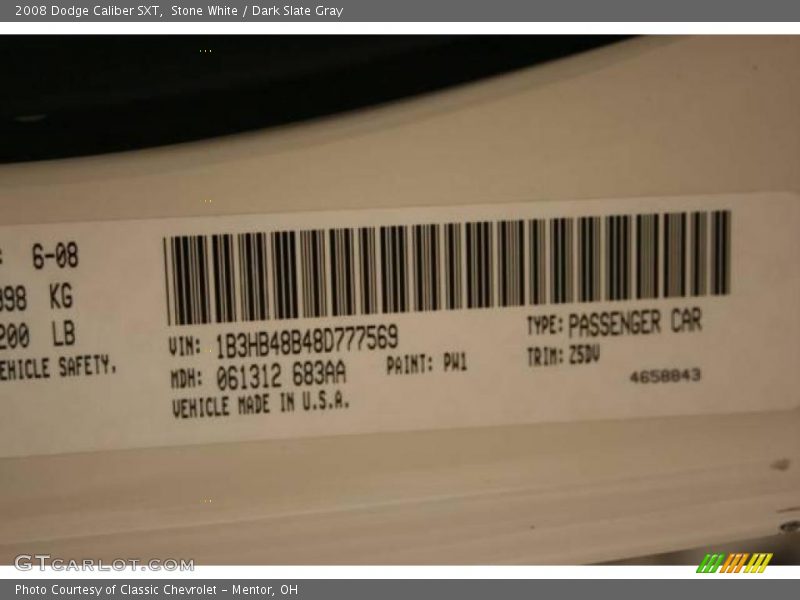 2008 Dodge Caliber SXT,  Stone White / Dark Slate Gray
: 6-08
898 KG
200 LB
EHICLE SAFETY.
VIN: 1B3HB48B48D777569
MDH: 061312 683AA
PAINT: PW1
VEHICLE MADE IN U.S.A.
TYPE: PASSENGER CAR
TRIM: Z5DV
4658843
GTCARLOT.COM
Photo Courtesy of Classic Chevrolet - Mentor, OH